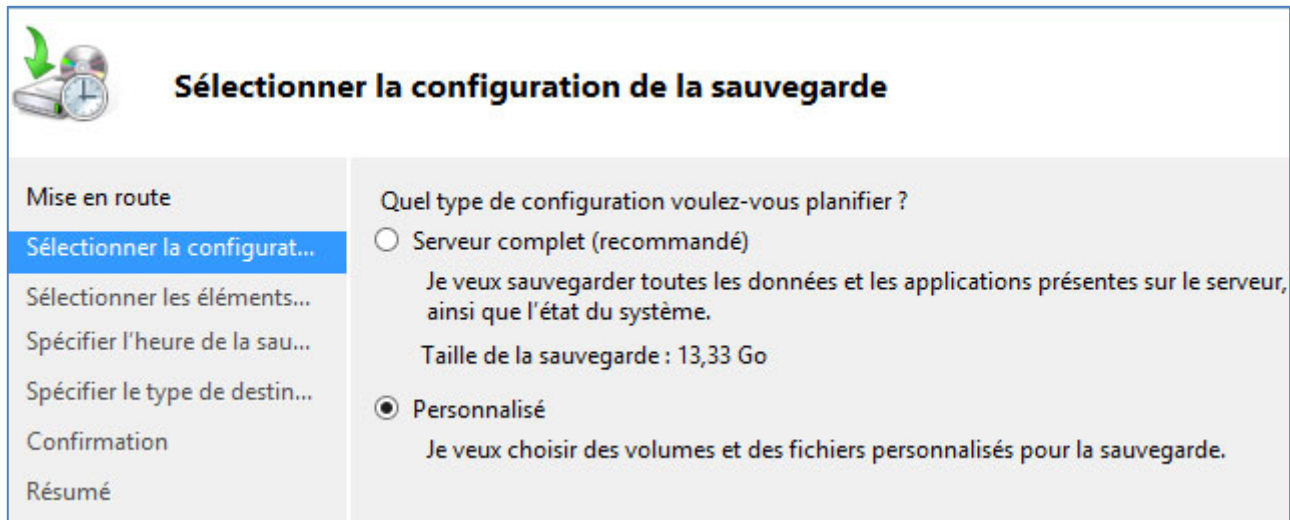 Sélectionner la configuration de la sauvegarde
Mise en route
Sélectionner la configurat...
Sélectionner les éléments...
Spécifier l'heure de la sau...
Spécifier le type de destin...
Confirmation
Résumé
Quel type de configuration voulez-vous planifier ?
Serveur complet (recommandé)
Je veux sauvegarder toutes les données et les applications présentes sur le serveur,
ainsi que l'état du système.
Taille de la sauvegarde : 13,33 Go
Personnalisé
Je veux choisir des volumes et des fichiers personnalisés pour la sauvegarde.